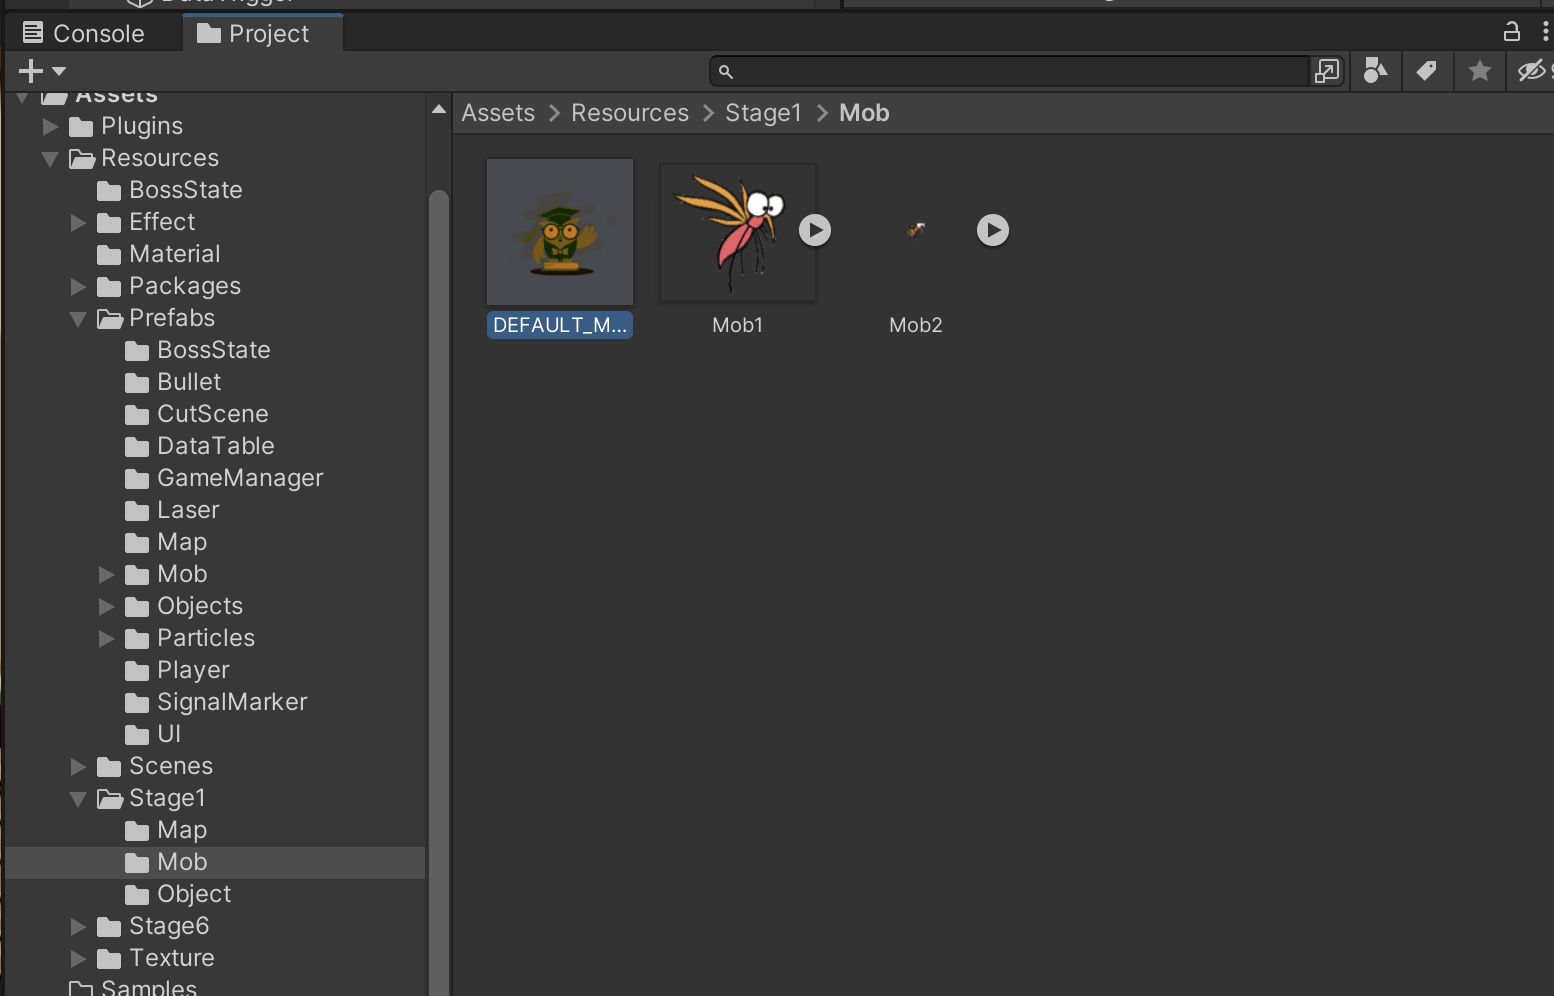 Console
Project
Assets
Plugins
Resources
BossState
Effect
Material
Packages
Prefabs
BossState
Bullet
CutScene
DataTable
GameManager
Laser
Map
Mob
Objects
Particles
Player
SignalMarker
UI
Scenes
Stage1
Map
Mob
Object
Stage6
Texture
Samples
Assets > Resources > Stage1 > Mob
DEFAULT_M...
Mob1
Mob2